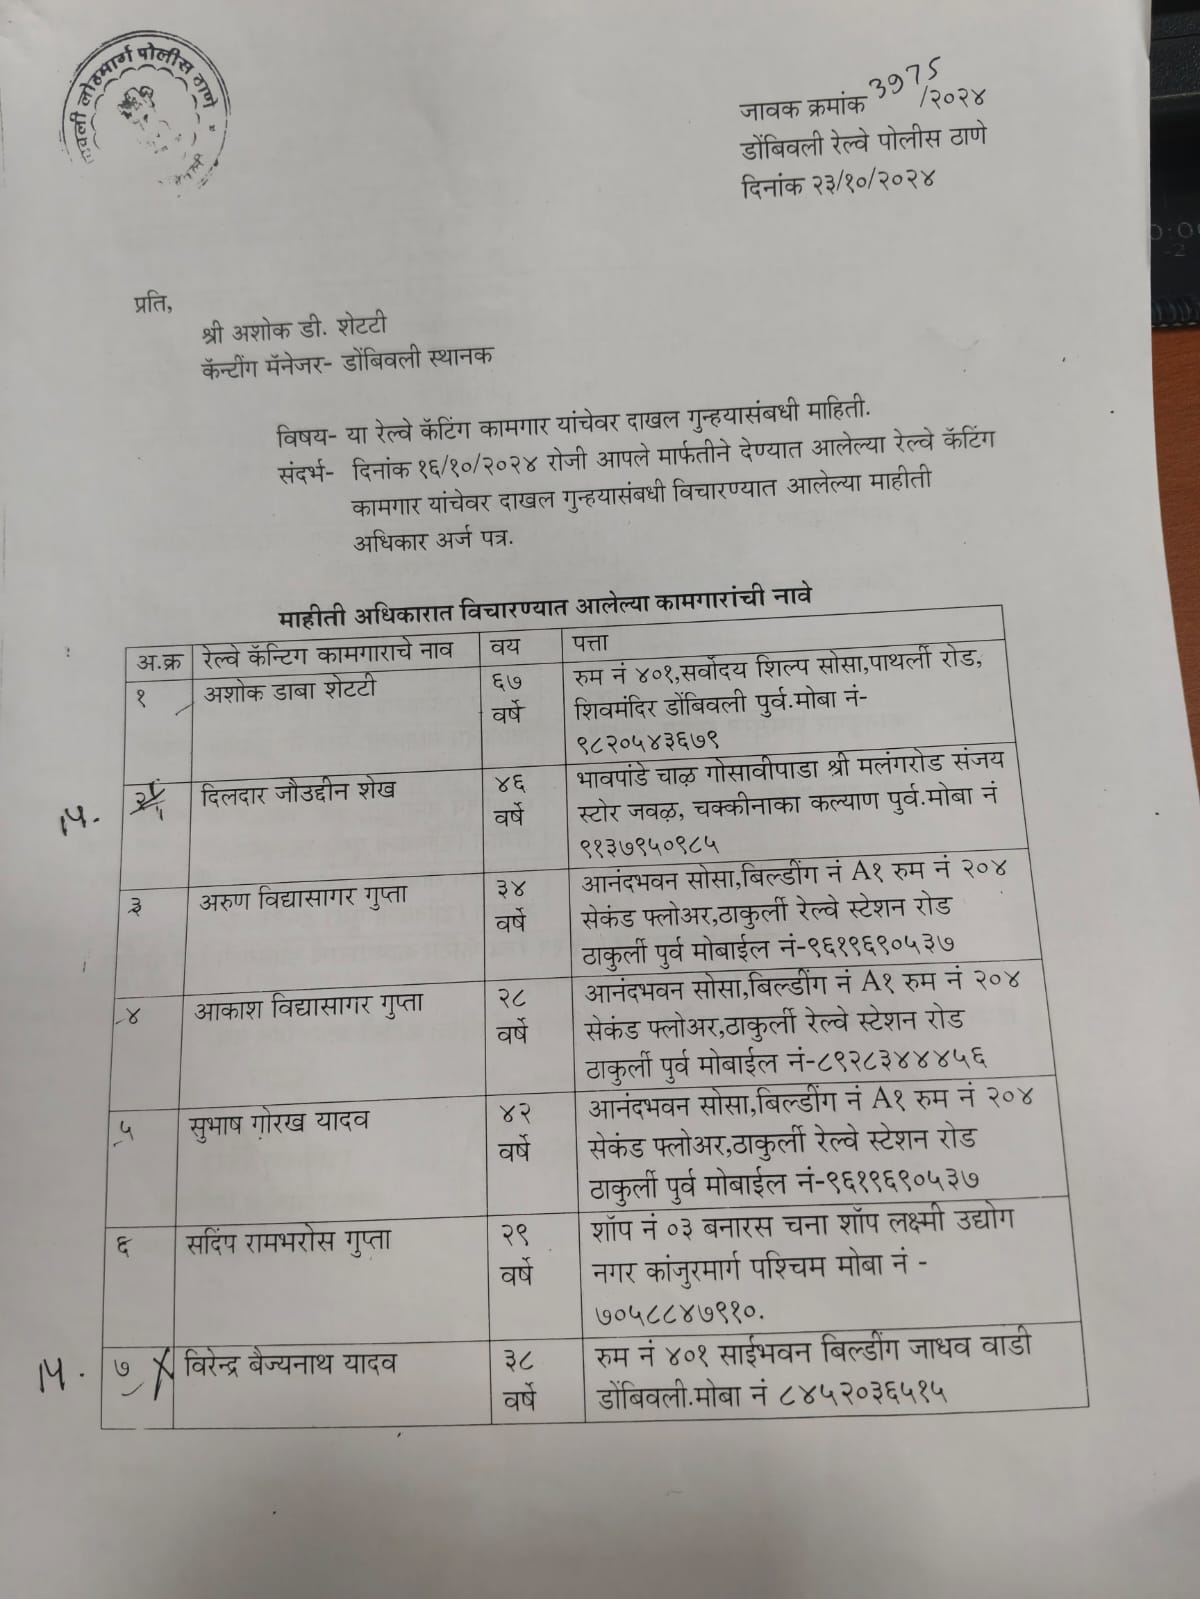 लोहमार्ग पोलीस ठाणे
जावक क्रमांक 3975/२०२४
डोंबिवली रेल्वे पोलीस ठाणे
दिनांक २३/१०/२०२४
प्रति,
श्री अशोक डी. शेटटी
कॅन्टींग मॅनेजर- डोंबिवली स्थानक
विषय- या रेल्वे कॅटिंग कामगार यांचेवर दाखल गुन्हयासंबधी माहिती.
संदर्भ- दिनांक १६/१०/२०२४ रोजी आपले मार्फतीने देण्यात आलेल्या रेल्वे कॅटिंग
कामगार यांचेवर दाखल गुन्हयासंबधी विचारण्यात आलेल्या माहीती
अधिकार अर्ज पत्र.
माहीती अधिकारात विचारण्यात आलेल्या कामगारांची नावे
अ.क्र रेल्वे कॅन्टिग कामगाराचे नाव वय पत्ता
१ अशोक डाबा शेटटी ६७ वर्षे रुम नं ४०१,सर्वोदय शिल्प सोसा,पाथर्ली रोड,
शिवमंदिर डोंबिवली पुर्व.मोबा नं-
९८२०५४३६७९
२ दिलदार जौउद्दीन शेख ४६ वर्षे भावपांडे चाळ गोसावीपाडा श्री मलंगरोड संजय
स्टोर जवळ, चक्कीनाका कल्याण पुर्व.मोबा नं
९१३७९५०९८५
३ अरुण विद्यासागर गुप्ता ३४ वर्षे आनंदभवन सोसा,बिल्डींग नं A१ रुम नं २०४
सेकंड फ्लोअर,ठाकुर्ली रेल्वे स्टेशन रोड
ठाकुर्ली पुर्व मोबाईल नं-९६१९६९०५३७
४ आकाश विद्यासागर गुप्ता २८ वर्षे आनंदभवन सोसा,बिल्डींग नं A१ रुम नं २०४
सेकंड फ्लोअर,ठाकुर्ली रेल्वे स्टेशन रोड
ठाकुर्ली पुर्व मोबाईल नं-८९२८३४४४५६
५ सुभाष गोरख यादव ४२ वर्षे आनंदभवन सोसा,बिल्डींग नं A१ रुम नं २०४
सेकंड फ्लोअर,ठाकुर्ली रेल्वे स्टेशन रोड
ठाकुर्ली पुर्व मोबाईल नं-९६१९६९०५३७
६ सदिंप रामभरोस गुप्ता २९ वर्षे शॉप नं ०३ बनारस चना शॉप लक्ष्मी उद्योग
नगर कांजुरमार्ग पश्चिम मोबा नं -
७०५८८४७९१०.
७ विरेन्द्र बैज्यनाथ यादव ३८ वर्षे रुम नं ४०१ साईभवन बिल्डींग जाधव वाडी
डोंबिवली.मोबा नं ८४५२०३६५१५